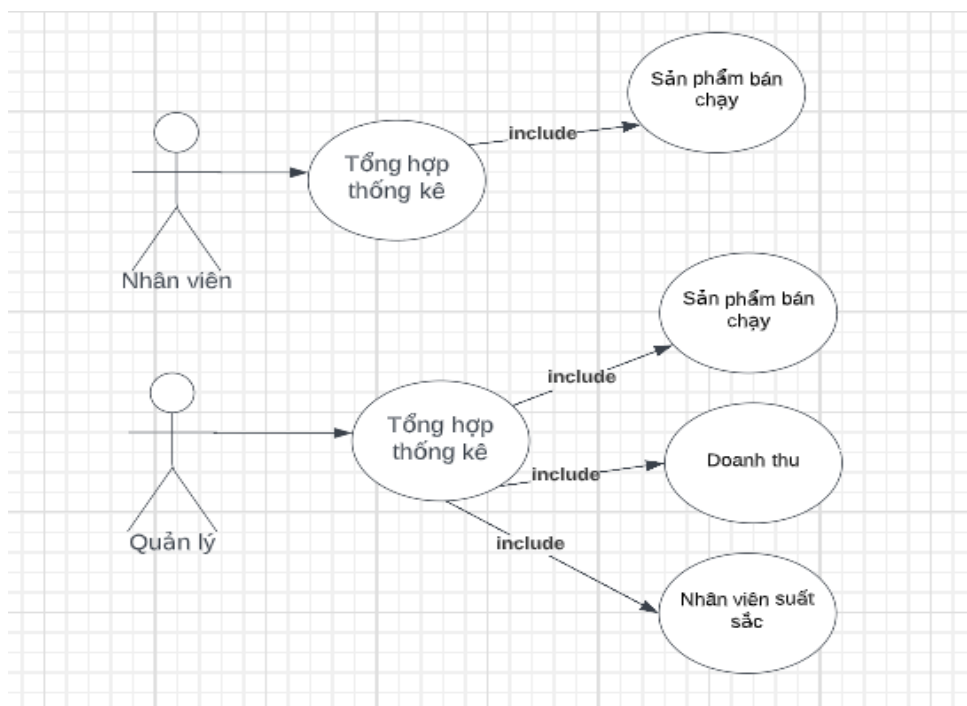 Sản phẩm bán
chạy
include
Tổng hợp
thống kê
Nhân viên
Sản phẩm bán
chạy
include
Tổng hợp
thống kê
Doanh thu
include
Quản lý
include
Nhân viên suất
sắc